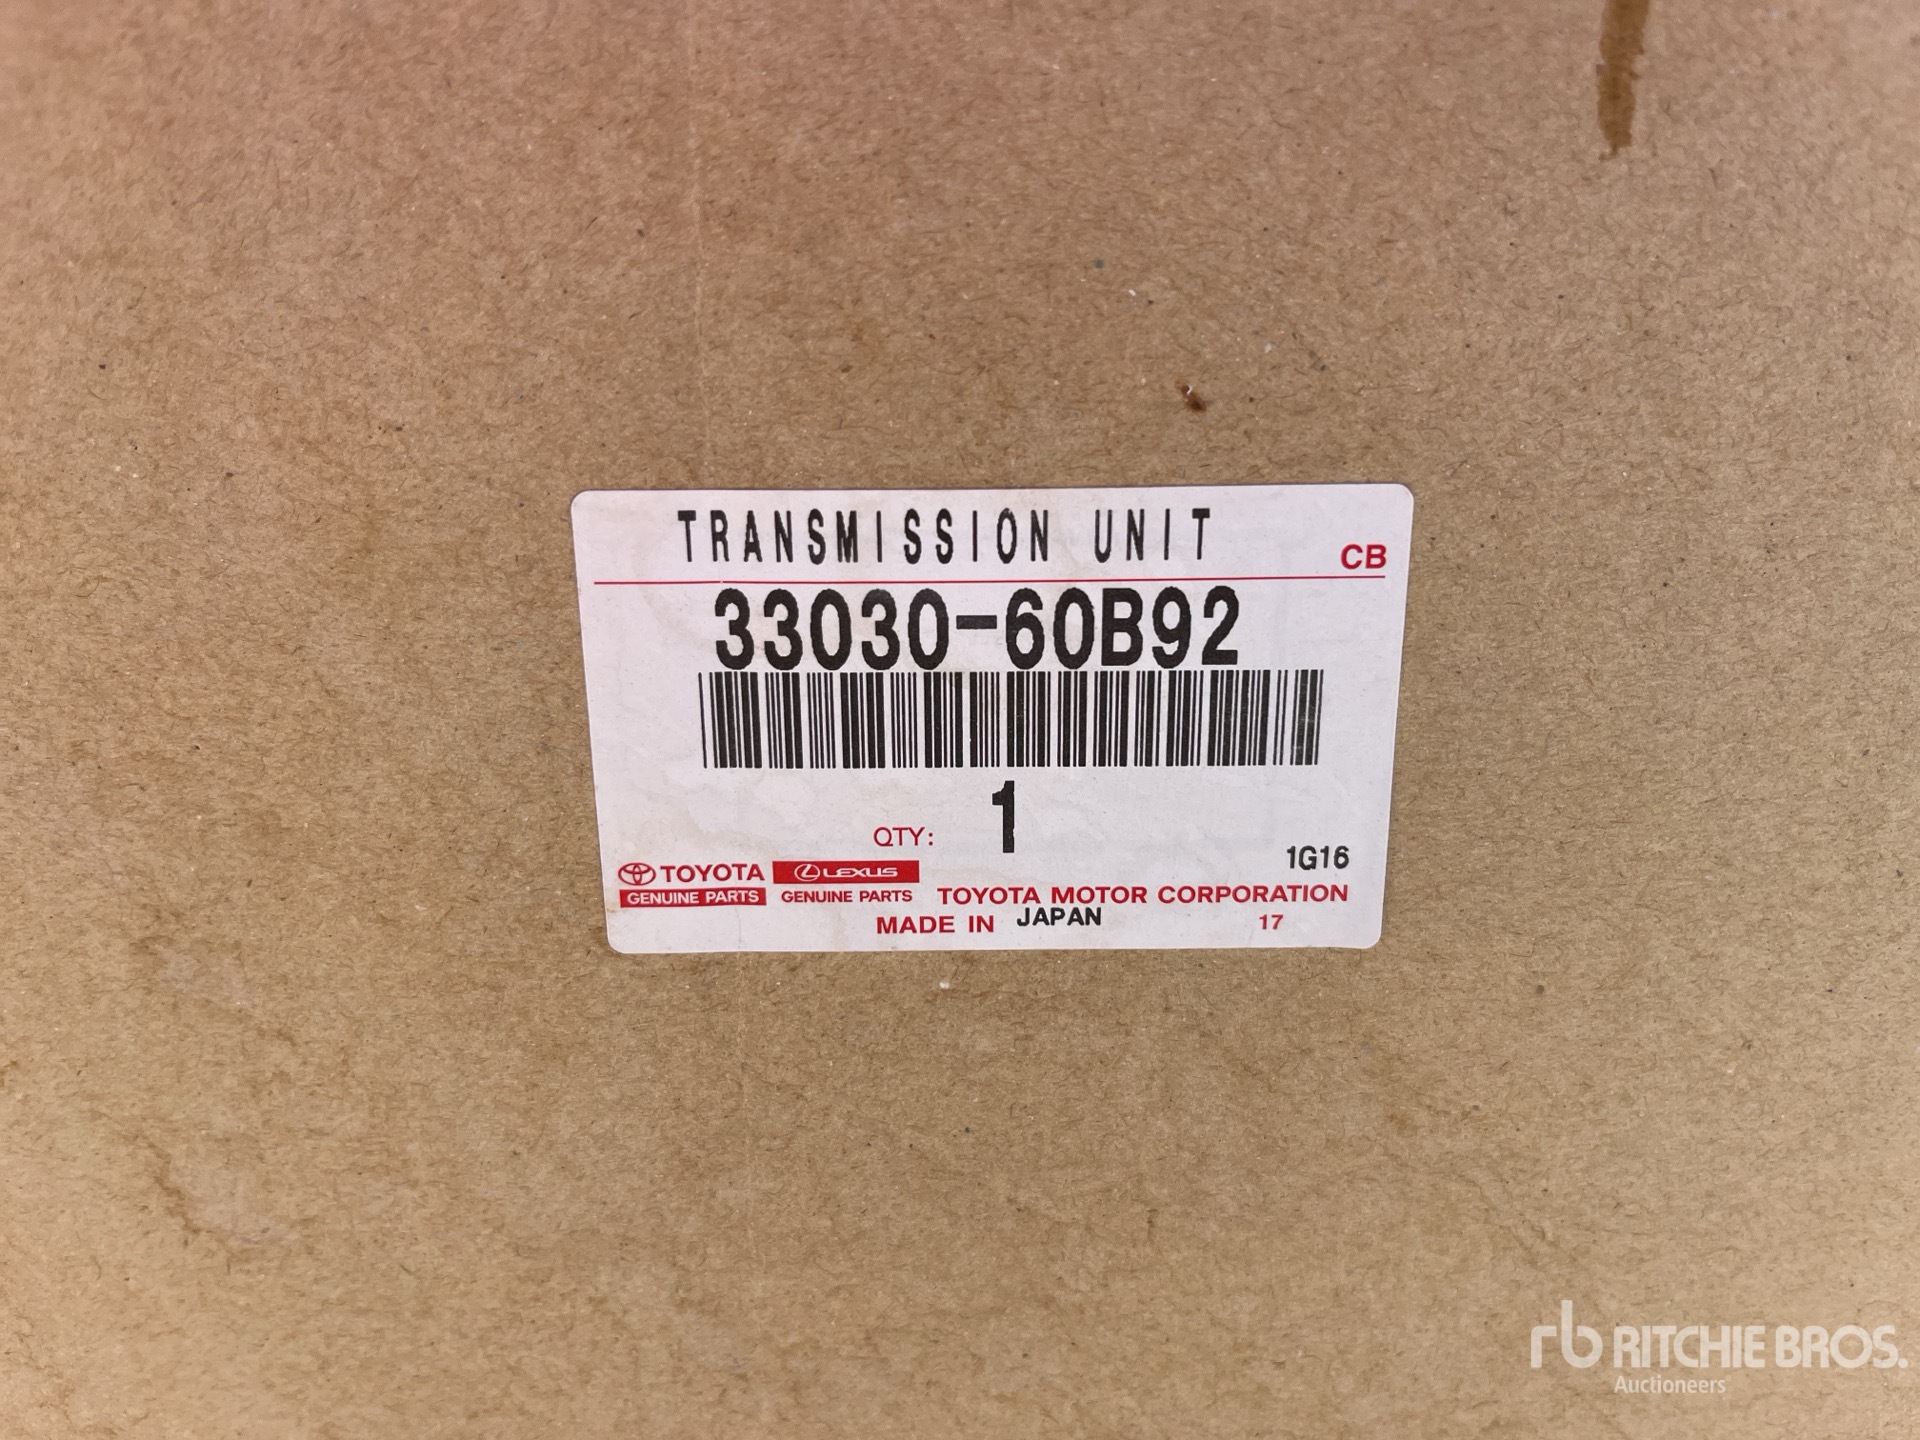 TRANSMISSION UNIT
CB
33030-60B92
QTY: 1
1G16
TOYOTA LEXUS
GENUINE PARTS GENUINE PARTS TOYOTA MOTOR CORPORATION
MADE IN JAPAN 17
rb RITCHIE BROS.
Auctioneers